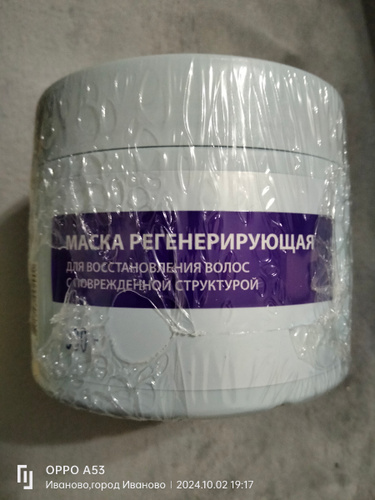 МАСКА РЕГЕНЕРИРУЮЩАЯ
ДЛЯ ВОССТАНОВЛЕНИЯ ВОЛОС
С ПОВРЕЖДЕННОЙ СТРУКТУРОЙ
OPPO A53
Иваново,город Иваново | 2024.10.02 19:17